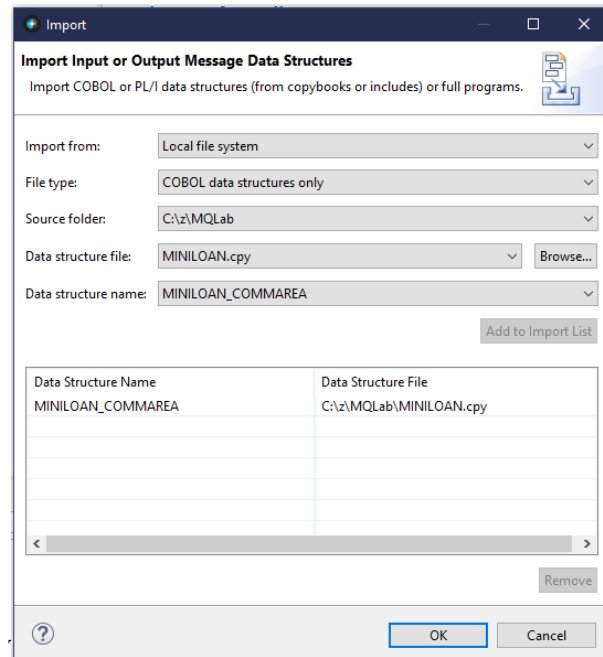 Import
Import Input or Output Message Data Structures
Import COBOL or PL/I data structures (from copybooks or includes) or full programs.
Import from: Local file system
File type: COBOL data structures only
Source folder: C:\z\MQLab
Data structure file: MINILOAN.cpy Browse...
Data structure name: MINILOAN_COMMAREA
Add to Import List
Data Structure Name Data Structure File
MINILOAN_COMMAREA C:\z\MQLab\MINILOAN.cpy
Remove
OK Cancel